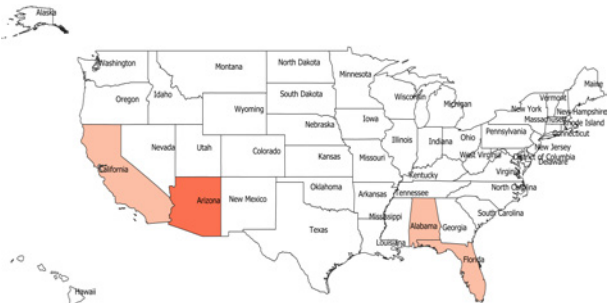 Alaska
Washington
Montana
North Dakota
Minnesota
Maine
Oregon
Idaho
Wyoming
South Dakota
Wisconsin
Michigan
New York
Vermont
New Hampshire
Massachusetts
Rhode Island
Connecticut
Nebraska
Iowa
Illinois
Indiana
Ohio
Pennsylvania
New Jersey
District of Columbia
Delaware
Nevada
Utah
Colorado
Kansas
Missouri
West Virginia
Virginia
Kentucky
California
Arizona
New Mexico
Oklahoma
Arkansas
Tennessee
North Carolina
South Carolina
Mississippi
Alabama
Georgia
Texas
Louisiana
Florida
Hawaii